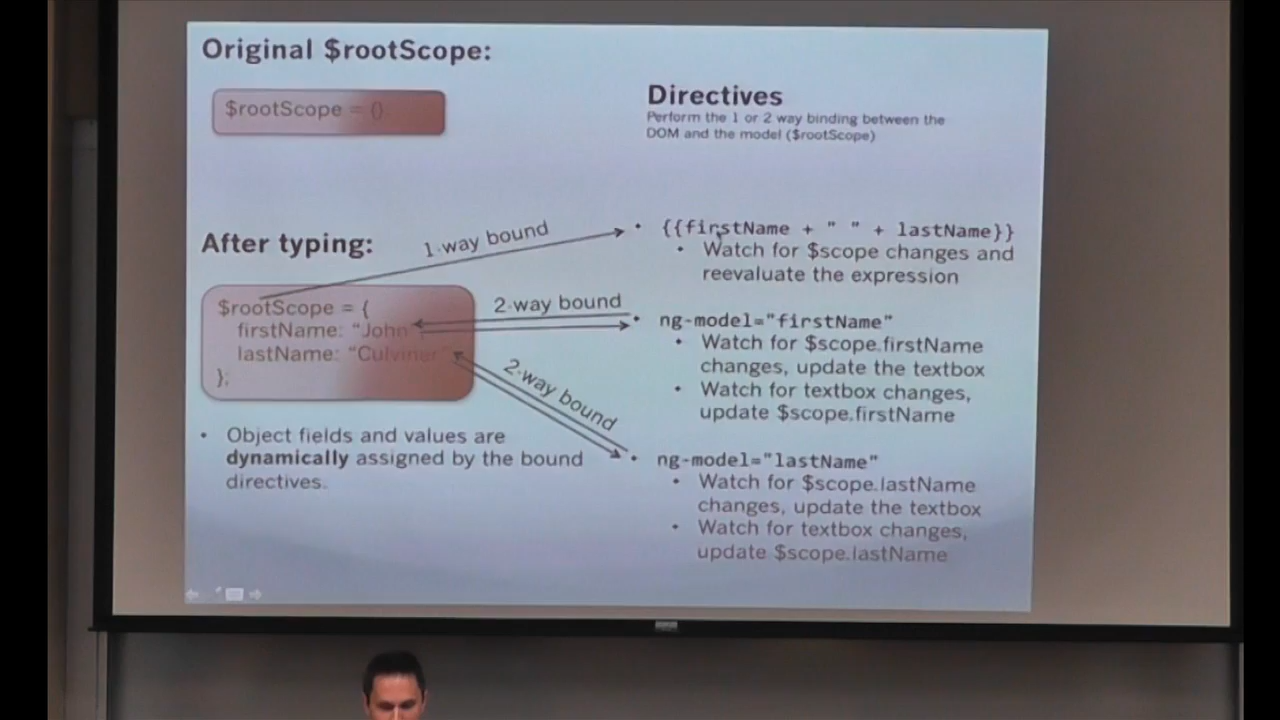 Original $rootScope:
$rootScope = {}
Directives
Perform the 1 or 2 way binding between the
DOM and the model ($rootScope)
After typing:
1-way bound
$rootScope = {
firstName: "John",
lastName: "Culviner"
};
2-way bound
2-way bound
• Object fields and values are
dynamically assigned by the bound
directives.
• {{firstName + " " + lastName}}
• Watch for $scope changes and
reevaluate the expression
• ng-model="firstName"
• Watch for $scope.firstName
changes, update the textbox
• Watch for textbox changes,
update $scope.firstName
• ng-model="lastName"
• Watch for $scope.lastName
changes, update the textbox
• Watch for textbox changes,
update $scope.lastName